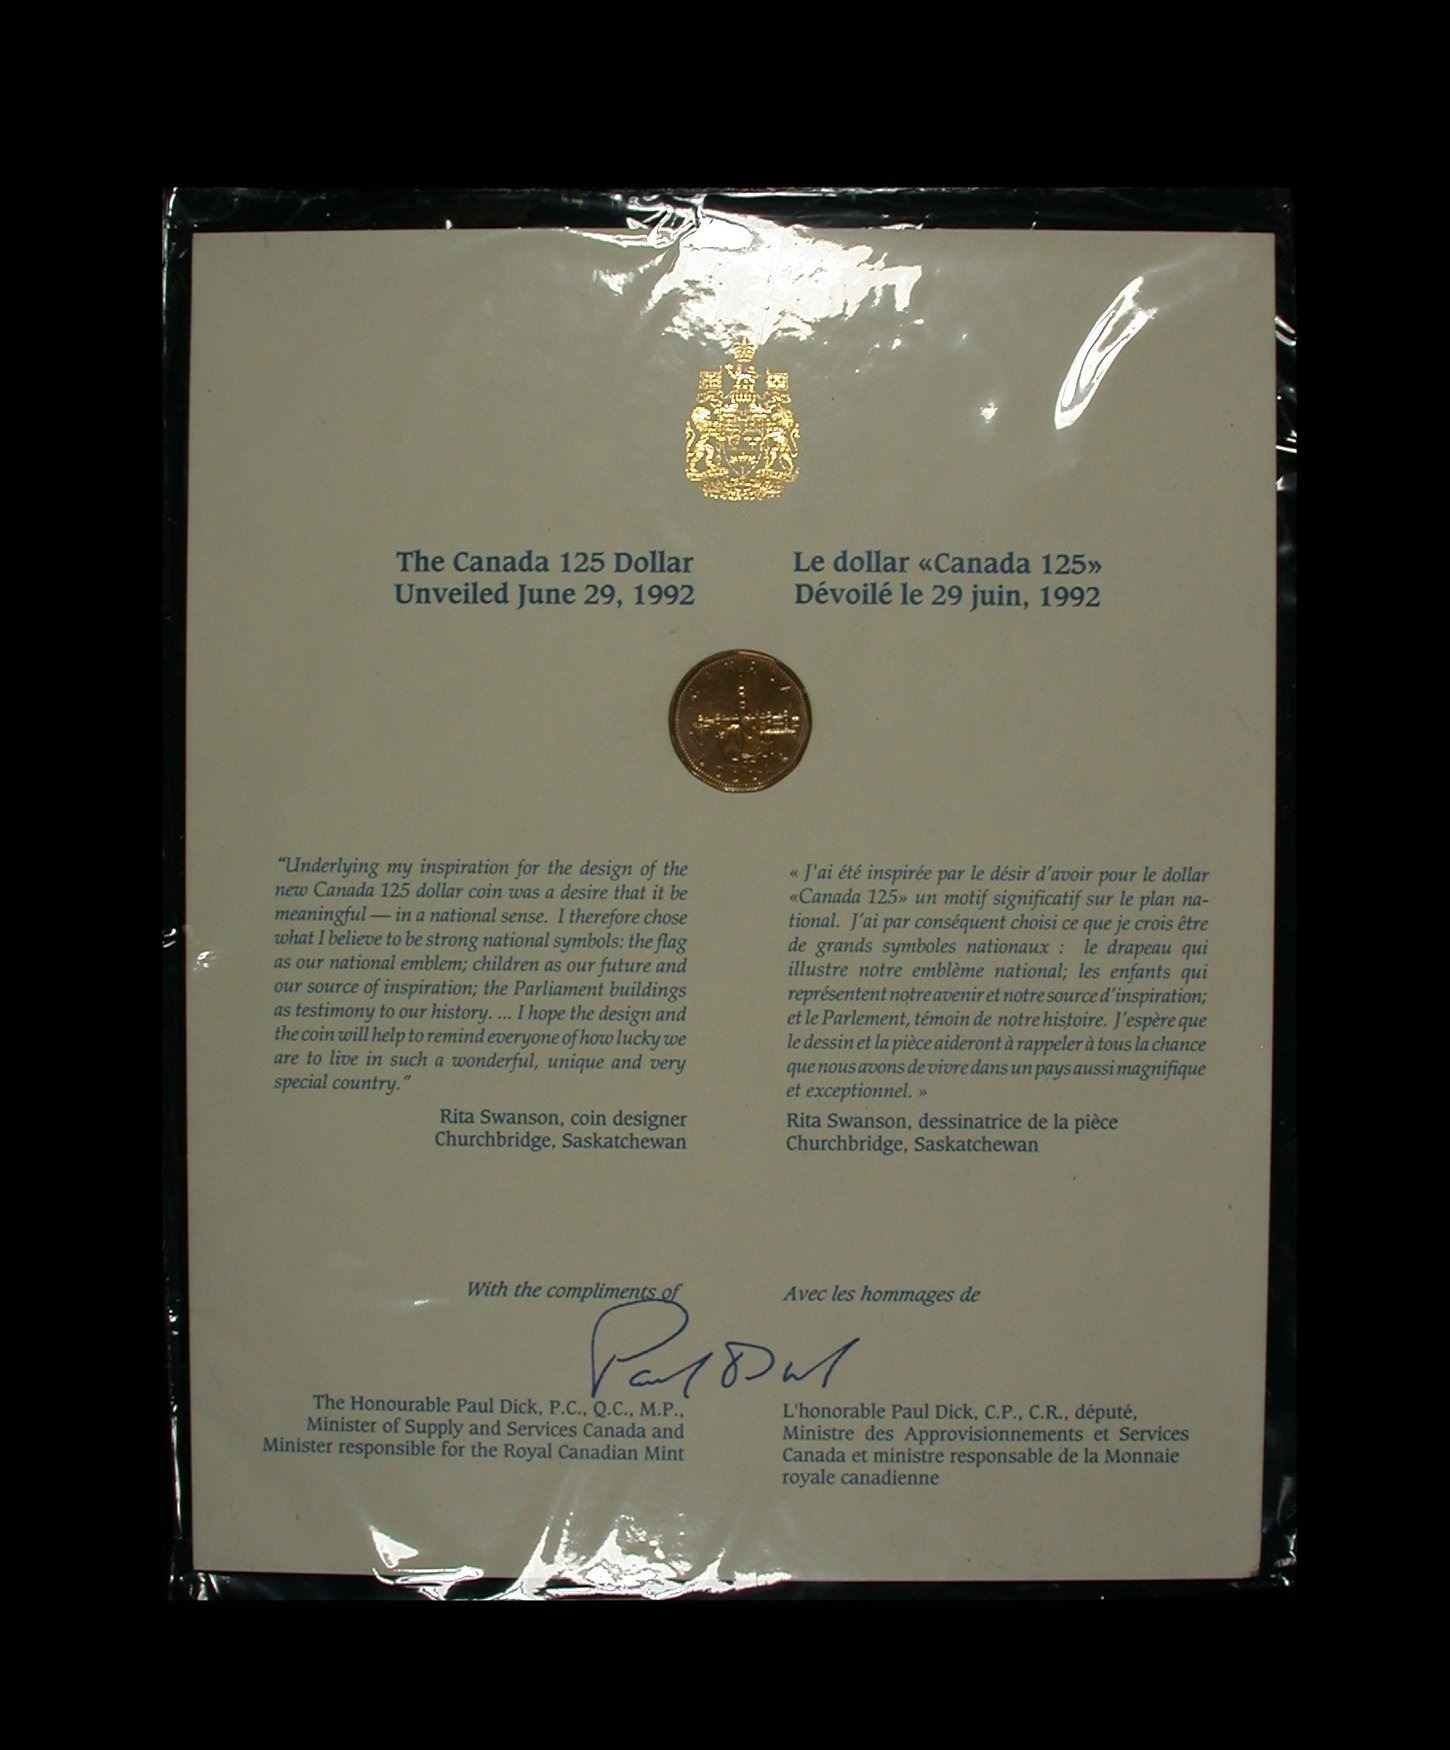 The Canada 125 Dollar
Unveiled June 29, 1992
Le dollar «Canada 125»
Dévoilé le 29 juin, 1992
“Underlying my inspiration for the design of the
new Canada 125 dollar coin was a desire that it be
meaningful — in a national sense. I therefore chose
what I believe to be strong national symbols: the flag
as our national emblem; children as our future and
our source of inspiration; the Parliament buildings
as testimony to our history. ... I hope the design and
the coin will help to remind everyone of how lucky we
are to live in such a wonderful, unique and very
special country.”
Rita Swanson, coin designer
Churchbridge, Saskatchewan
« J'ai été inspirée par le désir d'avoir pour le dollar
«Canada 125» un motif significatif sur le plan na-
tional. J'ai par conséquent choisi ce que je crois être
de grands symboles nationaux : le drapeau qui
illustre notre emblème national; les enfants qui
représentent notre avenir et notre source d'inspiration;
et le Parlement, témoin de notre histoire. J'espère que
le dessin et la pièce aideront à rappeler à tous la chance
que nous avons de vivre dans un pays aussi magnifique
et exceptionnel. »
Rita Swanson, dessinatrice de la pièce
Churchbridge, Saskatchewan
With the compliments of
Avec les hommages de
The Honourable Paul Dick, P.C., Q.C., M.P.,
Minister of Supply and Services Canada and
Minister responsible for the Royal Canadian Mint
L'honorable Paul Dick, C.P., C.R., député,
Ministre des Approvisionnements et Services
Canada et ministre responsable de la Monnaie
royale canadienne